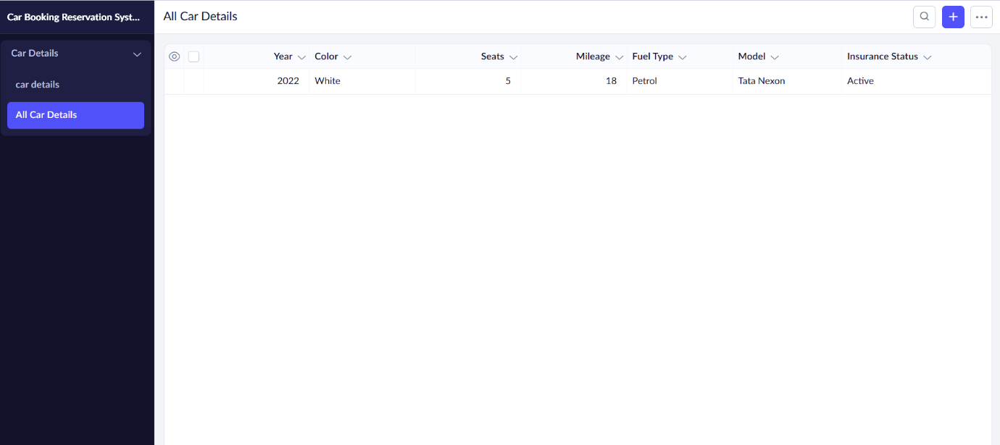 Car Booking Reservation Syst...
All Car Details
Car Details
car details
All Car Details
Year Color Seats Mileage Fuel Type Model Insurance Status
2022 White 5 18 Petrol Tata Nexon Active